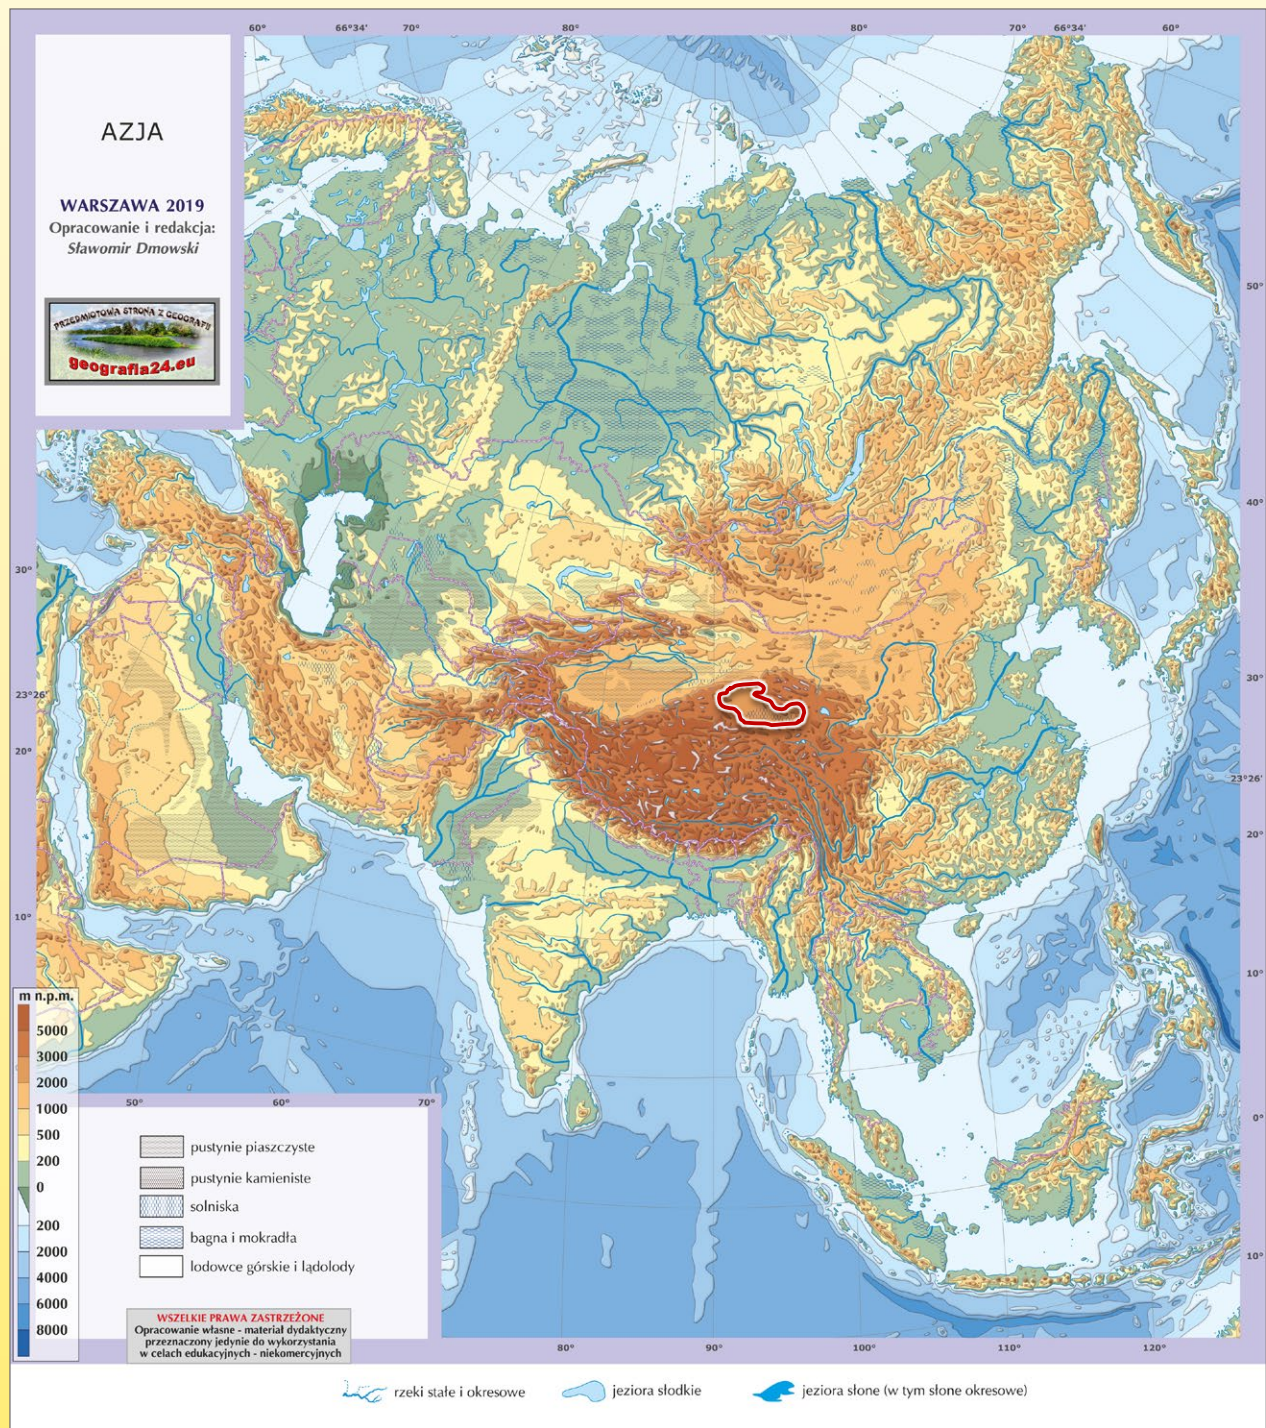 60° 66°34' 70° 80° 80° 70° 66°34' 60°
AZJA
WARSZAWA 2019
Opracowanie i redakcja:
Sławomir Dmowski
PRZEDMIOTOWA STRONA Z GEOGRAFII
geografia24.eu
50°
40°
30°
30°
23°26'
20°
23°26'
20°
10°
10°
m n.p.m.
5000
3000
2000
1000
500
200
0
200
2000
4000
6000
8000
50° 60° 70°
0°
10°
pustynie piaszczyste
pustynie kamieniste
solniska
bagna i mokradła
lodowce górskie i lądolody
WSZELKIE PRAWA ZASTRZEŻONE
Opracowanie własne - materiał dydaktyczny
przeznaczony jedynie do wykorzystania
w celach edukacyjnych - niekomercyjnych
80° 90° 100° 110° 120°
rzeki stałe i okresowe jeziora słodkie jeziora słone (w tym słone okresowe)